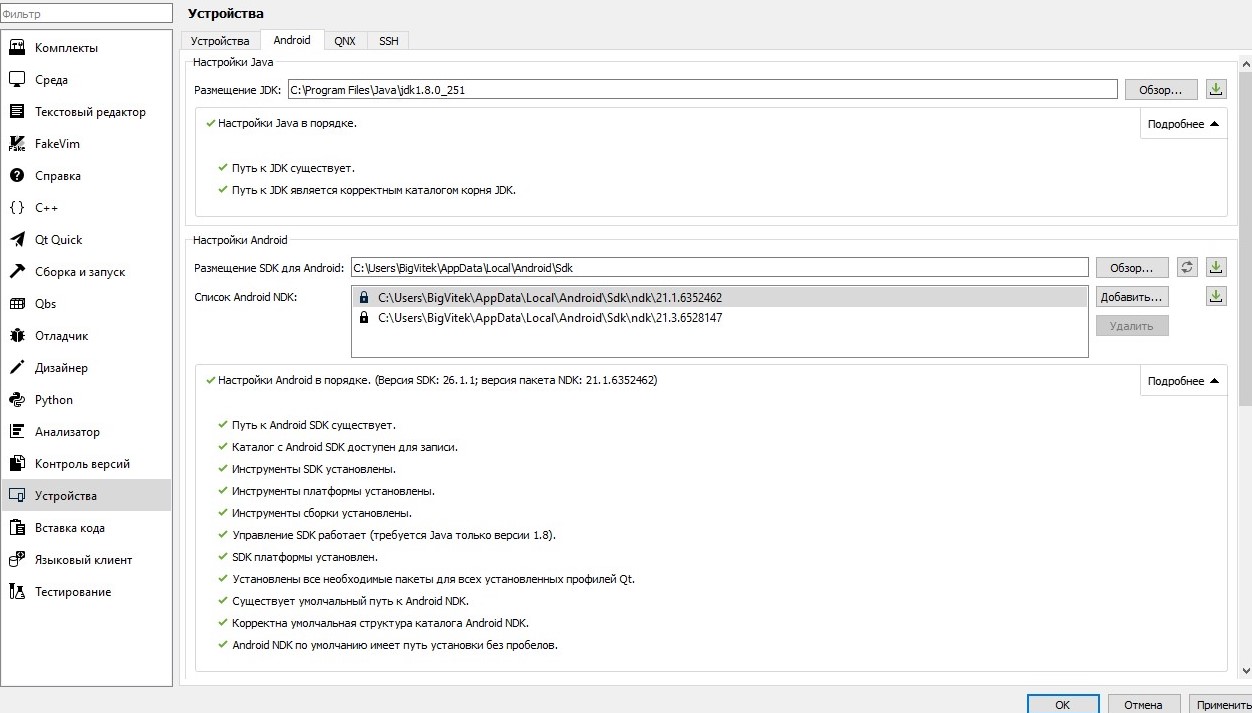 Фильтр
Устройства
Комплекты
Среда
Текстовый редактор
FakeVim
Справка
C++
Qt Quick
Сборка и запуск
Qbs
Отладчик
Дизайнер
Python
Анализатор
Контроль версий
Устройства
Вставка кода
Языковый клиент
Тестирование
Устройства Android QNX SSH
Настройки Java
Размещение JDK: C:\Program Files\Java\jdk1.8.0_251 Обзор...
Настройки Java в порядке. Подробнее
Путь к JDK существует.
Путь к JDK является корректным каталогом корня JDK.
Настройки Android
Размещение SDK для Android: C:\Users\BigVitek\AppData\Local\Android\Sdk Обзор...
Список Android NDK: C:\Users\BigVitek\AppData\Local\Android\Sdk\ndk\21.1.6352462 Добавить...
C:\Users\BigVitek\AppData\Local\Android\Sdk\ndk\21.3.6528147
Удалить
Настройки Android в порядке. (Версия SDK: 26.1.1; версия пакета NDK: 21.1.6352462) Подробнее
Путь к Android SDK существует.
Каталог с Android SDK доступен для записи.
Инструменты SDK установлены.
Инструменты платформы установлены.
Инструменты сборки установлены.
Управление SDK работает (требуется Java только версии 1.8).
SDK платформы установлен.
Установлены все необходимые пакеты для всех установленных профилей Qt.
Существует умолчальный путь к Android NDK.
Корректна умолчальная структура каталога Android NDK.
Android NDK по умолчанию имеет путь установки без пробелов.
OK Отмена Применить